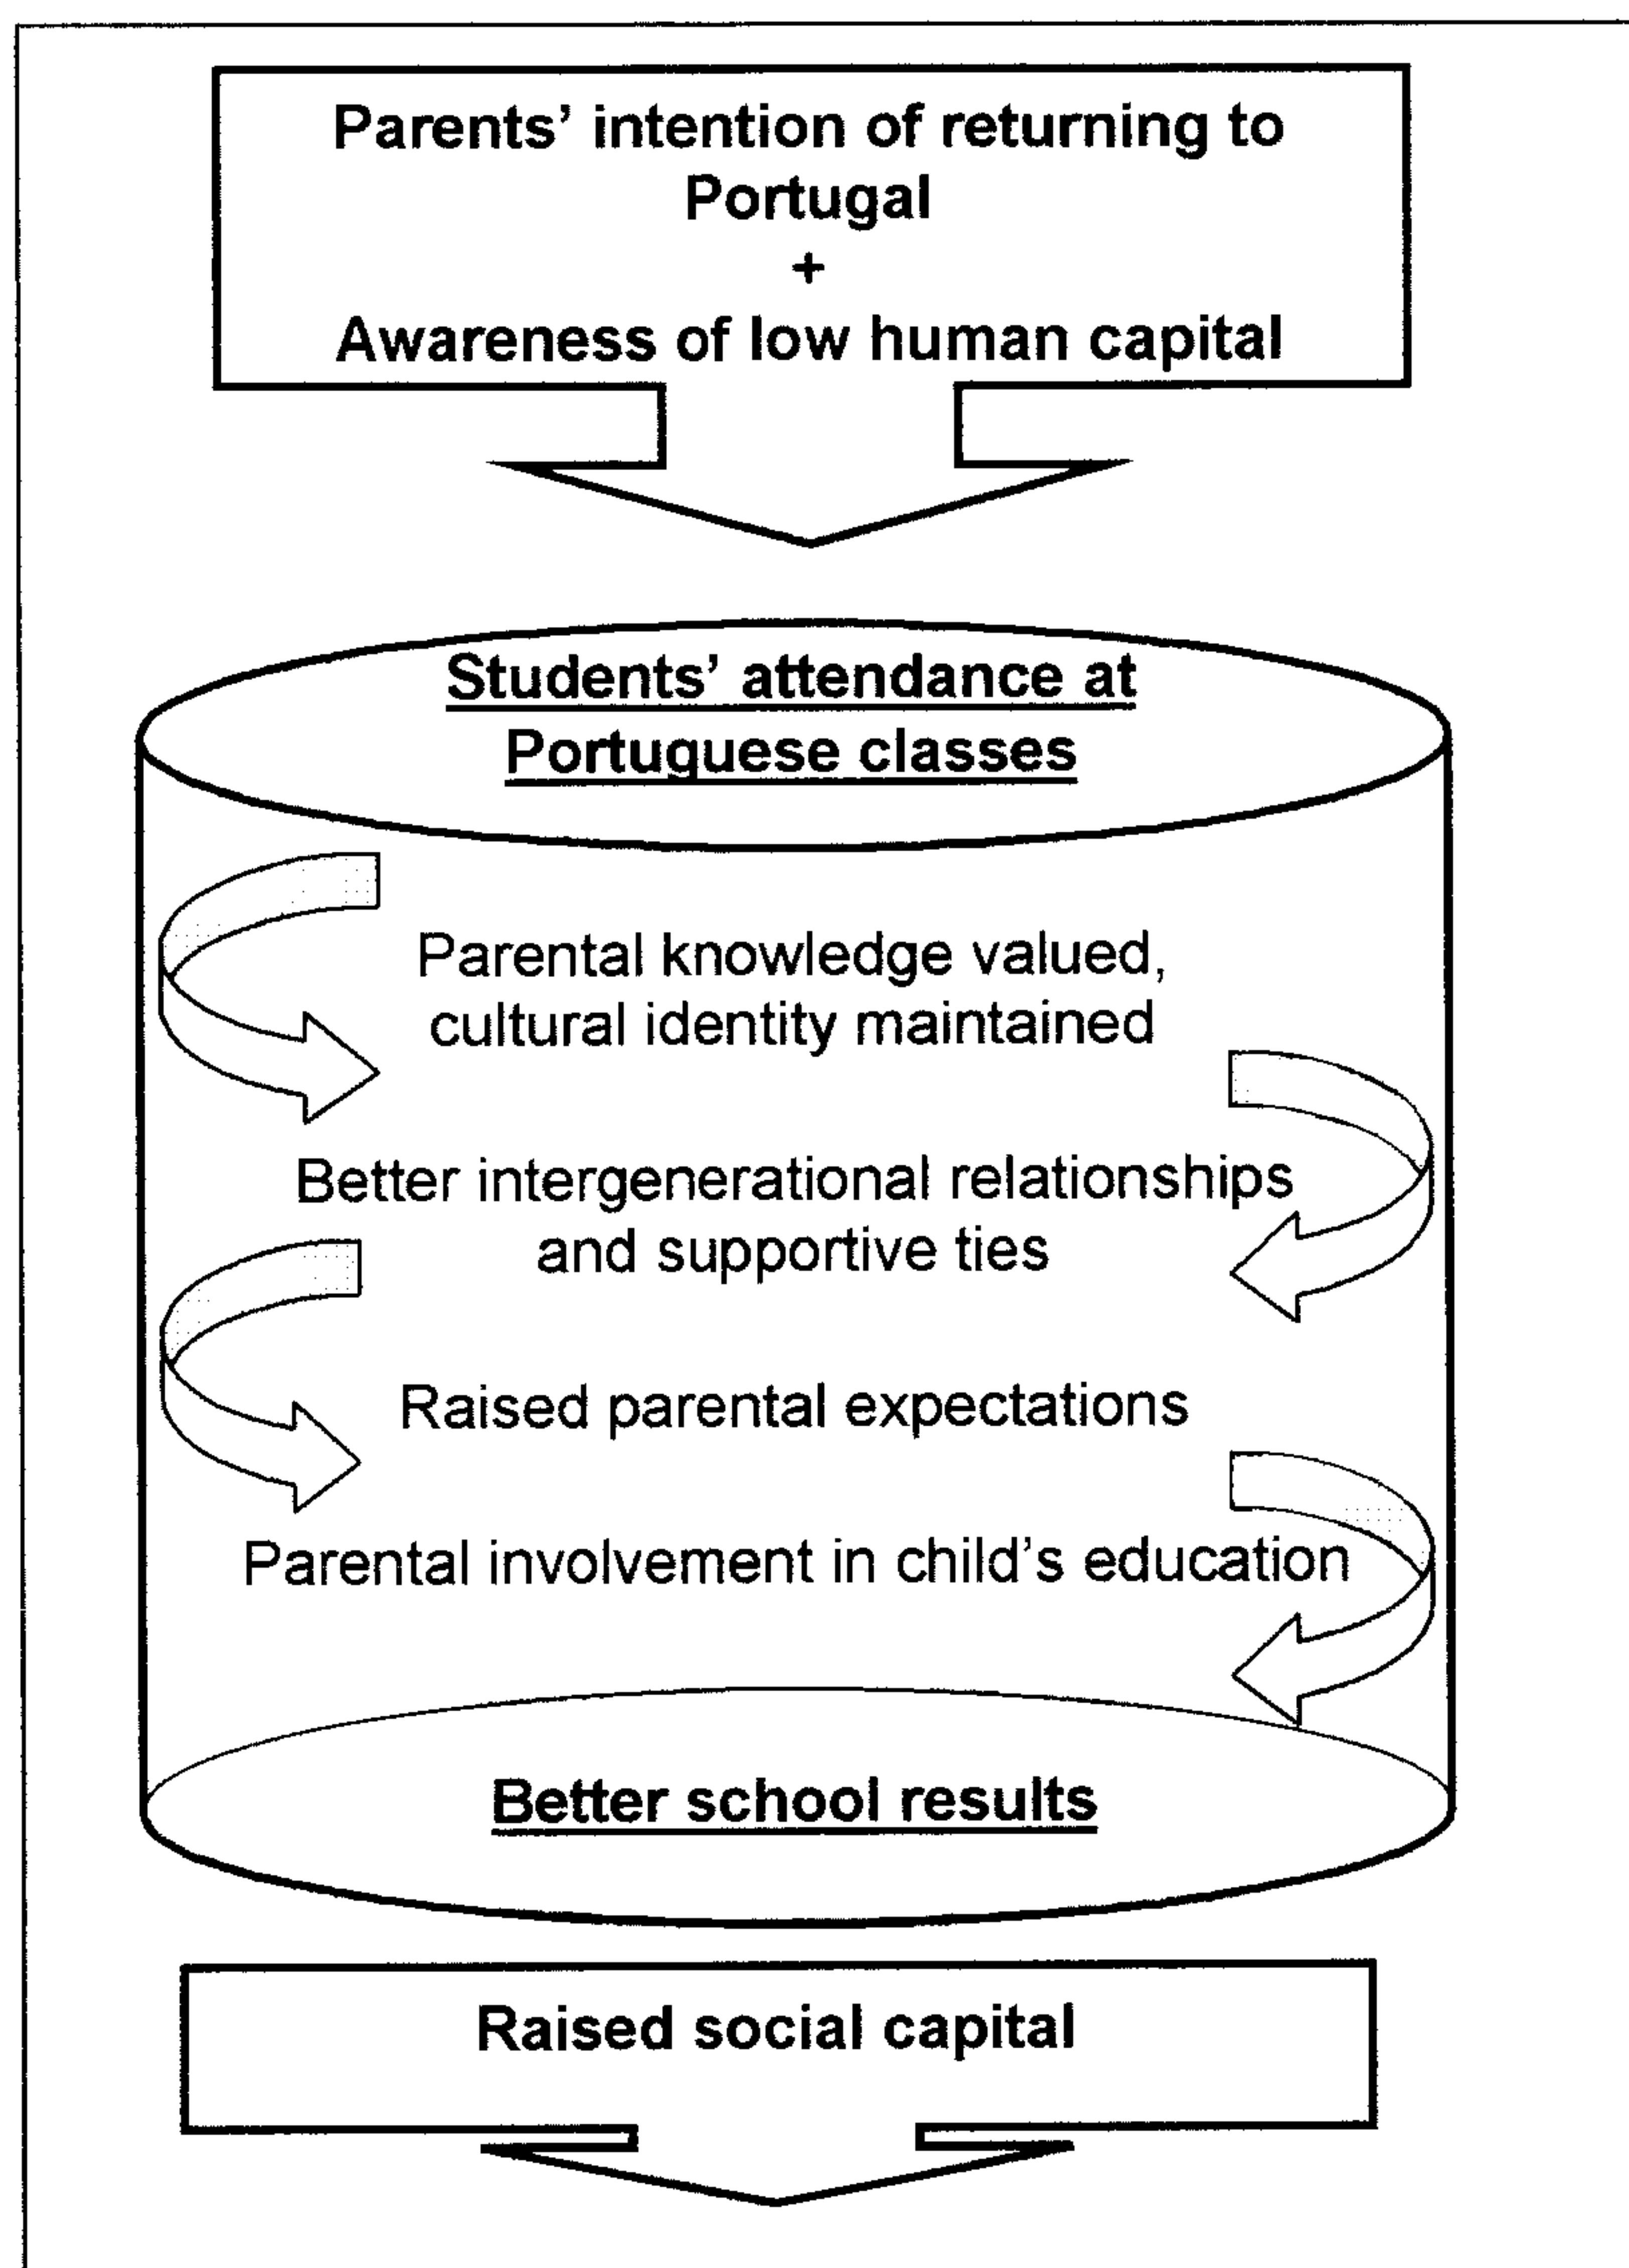 Parents’ intention of returning to
Portugal
+
Awareness of low human capital
Students’ attendance at
Portuguese classes
Parental knowledge valued,
cultural identity maintained
Better intergenerational relationships
and supportive ties
Raised parental expectations
Parental involvement in child’s education
Better school results
Raised social capital